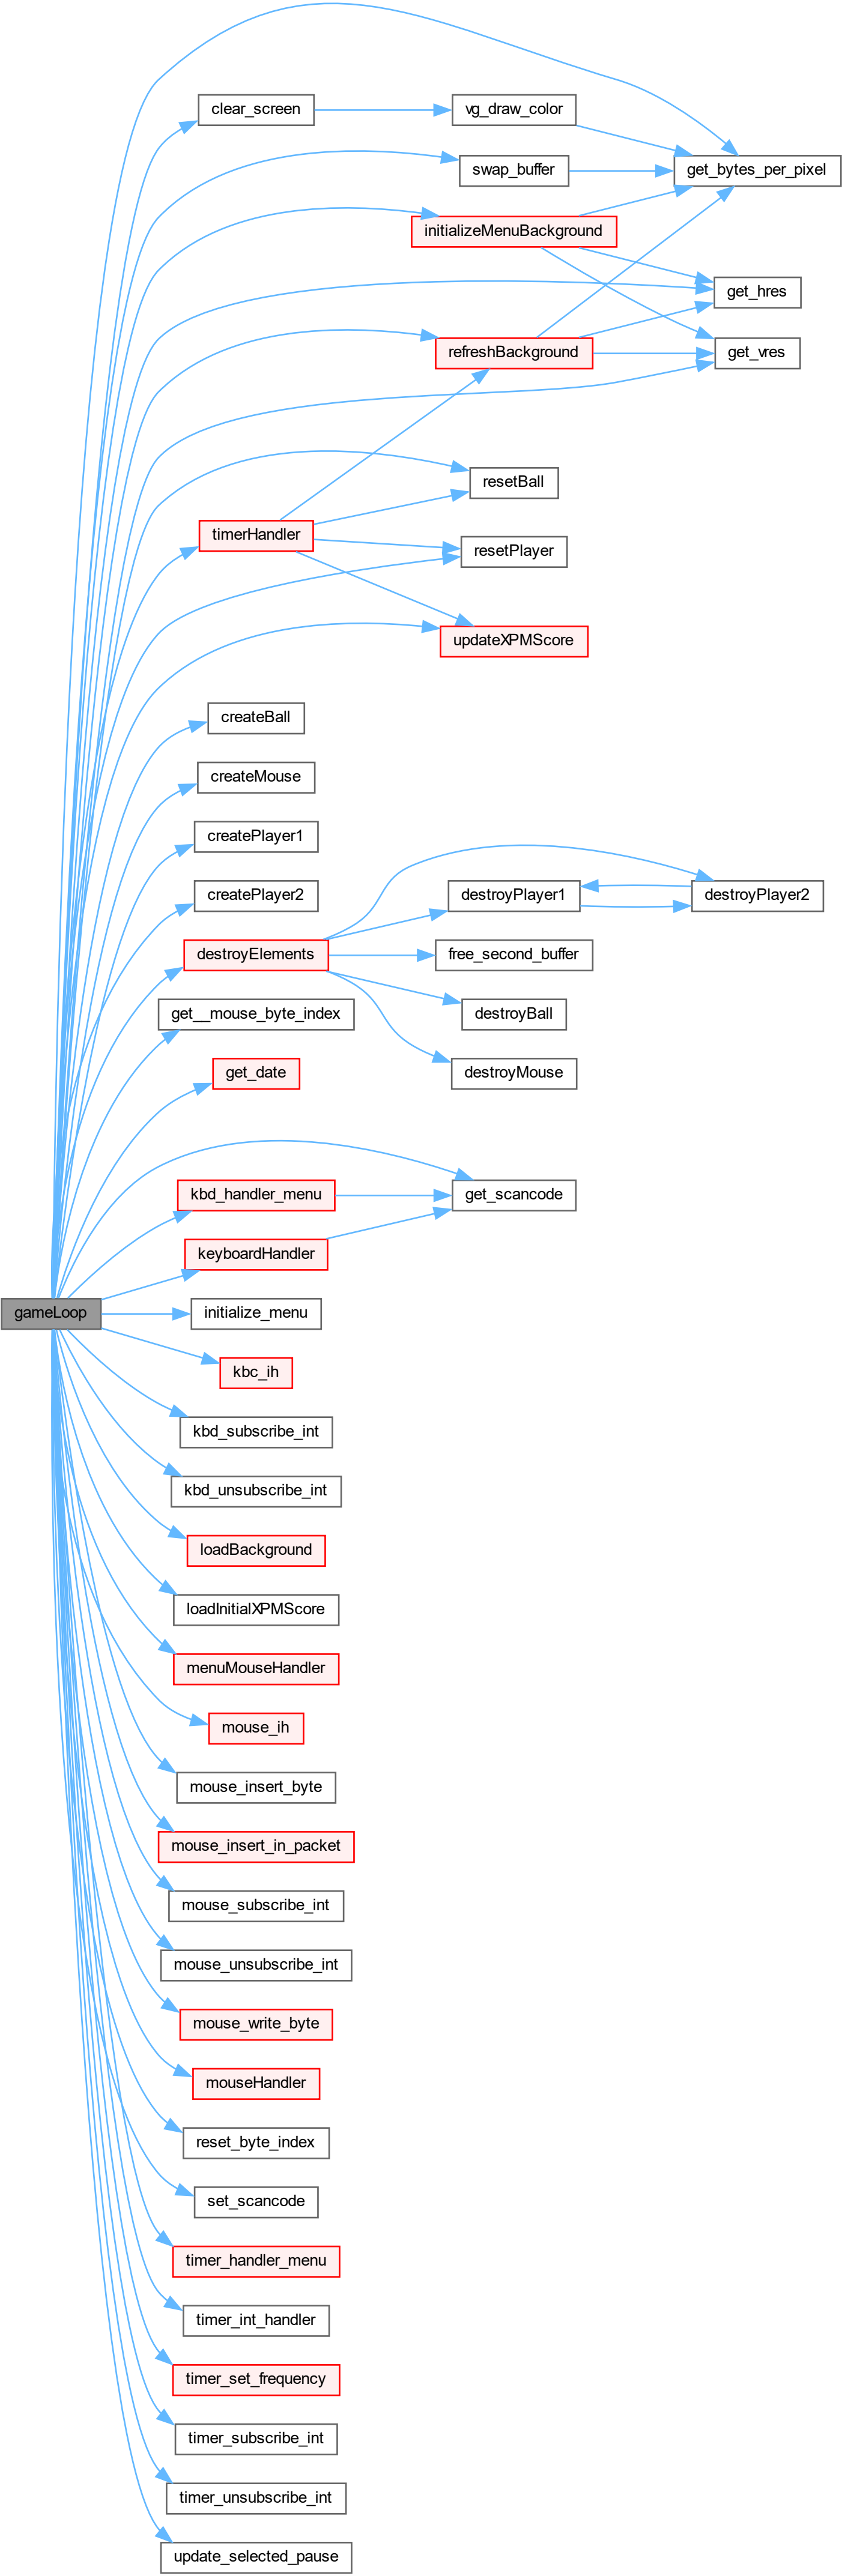 clear_screen
vg_draw_color
swap_buffer
get_bytes_per_pixel
initializeMenuBackground
get_hres
refreshBackground
get_vres
resetBall
timerHandler
resetPlayer
updateXPMScore
createBall
createMouse
createPlayer1
createPlayer2
destroyPlayer1
destroyPlayer2
destroyElements
free_second_buffer
get__mouse_byte_index
destroyBall
get_date
destroyMouse
kbd_handler_menu
get_scancode
keyboardHandler
gameLoop
initialize_menu
kbc_ih
kbd_subscribe_int
kbd_unsubscribe_int
loadBackground
loadInitialXPMScore
menuMouseHandler
mouse_ih
mouse_insert_byte
mouse_insert_in_packet
mouse_subscribe_int
mouse_unsubscribe_int
mouse_write_byte
mouseHandler
reset_byte_index
set_scancode
timer_handler_menu
timer_int_handler
timer_set_frequency
timer_subscribe_int
timer_unsubscribe_int
update_selected_pause